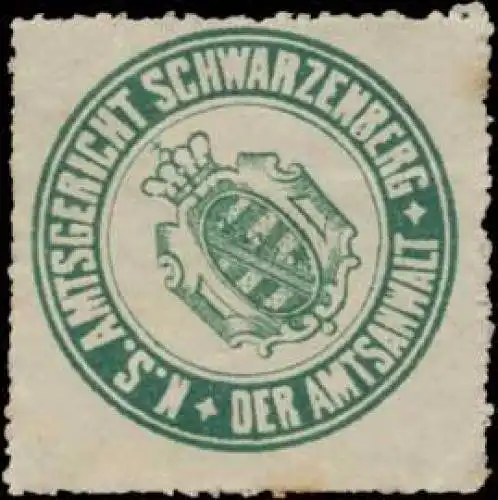 K.S. AMTSGERICHT SCHWARZENBERG
DER AMTSANWALT